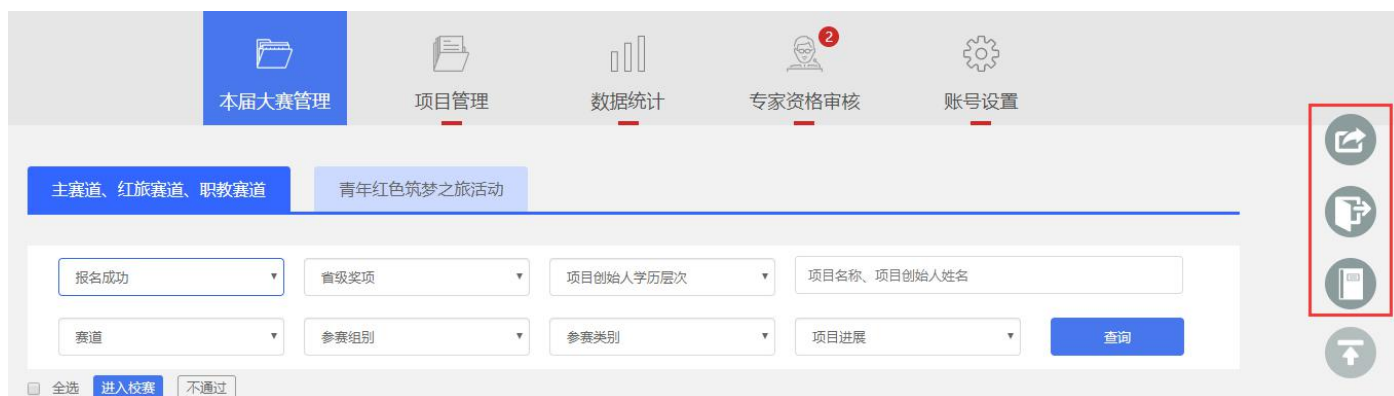 2
本届大赛管理 项目管理 数据统计 专家资格审核 账号设置
主赛道、红旅赛道、职教赛道 青年红色筑梦之旅活动
报名成功 省级奖项 项目创始人学历层次 项目名称、项目创始人姓名
赛道 参赛组别 参赛类别 项目进展 查询
全选 进入校赛 不通过